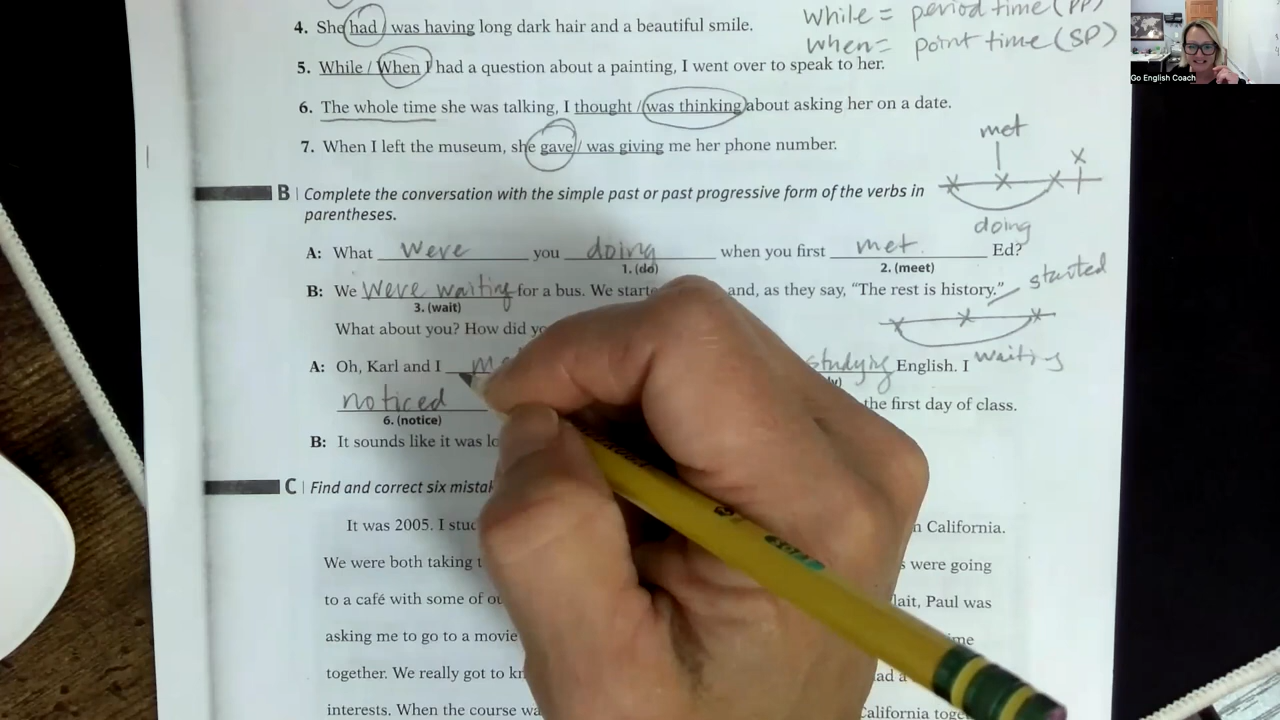 while = period time (PP)
when = point time (SP)
Go English Coach
4. She had / was having long dark hair and a beautiful smile.
5. While / When I had a question about a painting, I went over to speak to her.
6. The whole time she was talking, I thought / was thinking about asking her on a date.
7. When I left the museum, she gave / was giving me her phone number.
met
X
doing
B | Complete the conversation with the simple past or past progressive form of the verbs in
parentheses.
A: What were you doing when you first met Ed?
1. (do) 2. (meet)
B: We were waiting for a bus. We and, as they say, “The rest is history.”
3. (wait)
started
waiting
What about you? How did
A: Oh, Karl and I studying English. I
noticed the first day of class.
6. (notice)
B: It sounds like it was
C | Find and correct six
It was 2005. I California.
We were both taking were going
to a café with some of Paul was
asking me to go to a movie
together. We really got to
interests. When the course California